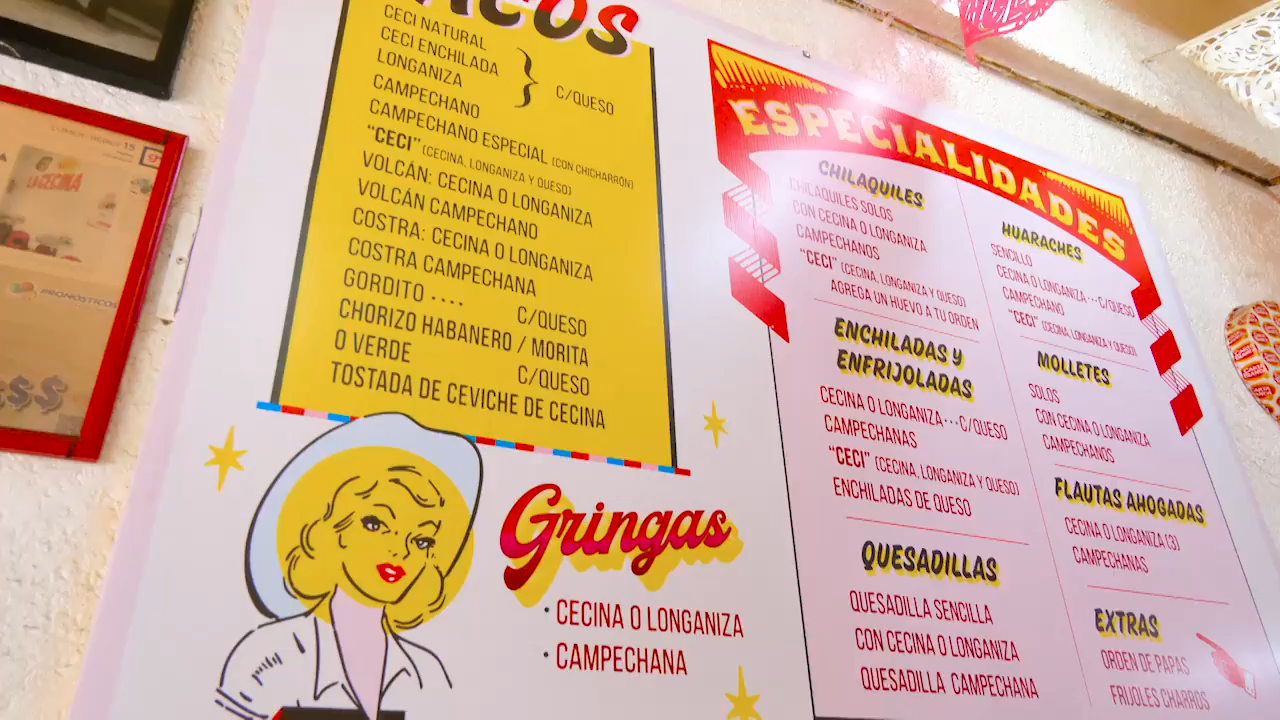 TACOS
CECI NATURAL
CECI ENCHILADA
LONGANIZA
C/QUESO
CAMPECHANO
CAMPECHANO ESPECIAL (CON CHICHARRÓN)
"CECI" (CECINA, LONGANIZA Y QUESO)
VOLCÁN: CECINA O LONGANIZA
VOLCÁN CAMPECHANO
COSTRA: CECINA O LONGANIZA
COSTRA CAMPECHANA
GORDITO ····
C/QUESO
CHORIZO HABANERO / MORITA
O VERDE
C/QUESO
TOSTADA DE CEVICHE DE CECINA
Gringas
· CECINA O LONGANIZA
· CAMPECHANA
ESPECIALIDADES
CHILAQUILES
CHILAQUILES SOLOS
CON CECINA O LONGANIZA
CAMPECHANOS
"CECI" (CECINA, LONGANIZA Y QUESO)
AGREGA UN HUEVO A TU ORDEN
ENCHILADAS Y
ENFRIJOLADAS
CECINA O LONGANIZA···C/QUESO
CAMPECHANAS
"CECI" (CECINA, LONGANIZA Y QUESO)
ENCHILADAS DE QUESO
QUESADILLAS
QUESADILLA SENCILLA
CON CECINA O LONGANIZA
QUESADILLA CAMPECHANA
HUARACHES
SENCILLO
CECINA O LONGANIZA···C/QUESO
CAMPECHANO
"CECI" (CECINA, LONGANIZA Y QUESO)
MOLLETES
SOLOS
CON CECINA O LONGANIZA
CAMPECHANOS
FLAUTAS AHOGADAS
CECINA O LONGANIZA (3)
CAMPECHANAS
EXTRAS
ORDEN DE PAPAS
FRIJOLES CHARROS
LA CECINA
PRONÓSTICOS
$$$
15